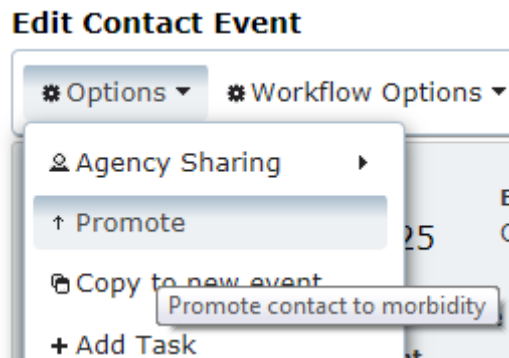 Edit Contact Event
Options
Workflow Options
Agency Sharing
Promote
25
Copy to new event
Promote contact to morbidity
Add Task